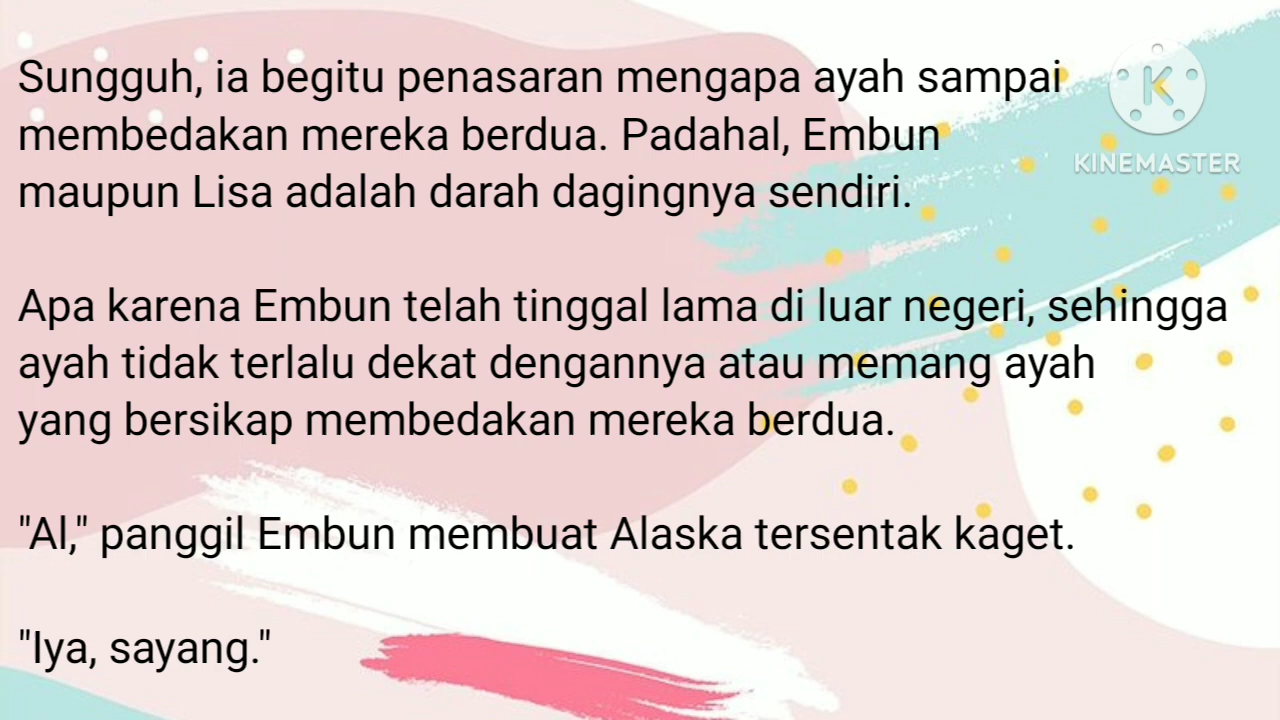 Sungguh, ia begitu penasaran mengapa ayah sampai
membedakan mereka berdua. Padahal, Embun
maupun Lisa adalah darah dagingnya sendiri.
Apa karena Embun telah tinggal lama di luar negeri, sehingga
ayah tidak terlalu dekat dengannya atau memang ayah
yang bersikap membedakan mereka berdua.
"Al," panggil Embun membuat Alaska tersentak kaget.
"Iya, sayang."
K
KINEMASTER